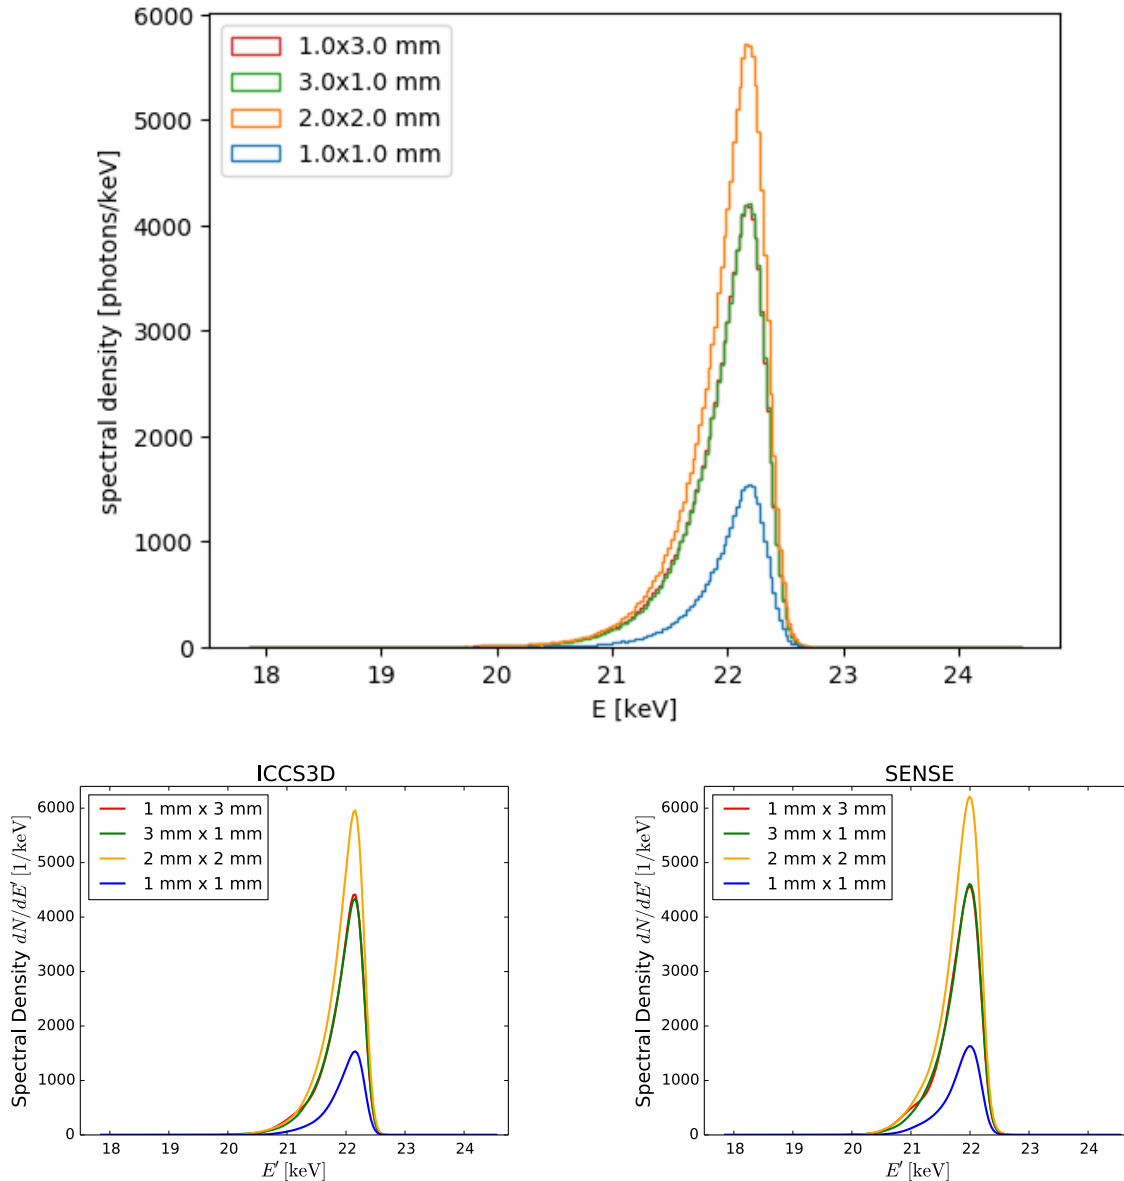 6000
5000
4000
3000
2000
1000
0
spectral density [photons/keV]
1.0x3.0 mm
3.0x1.0 mm
2.0x2.0 mm
1.0x1.0 mm
18 19 20 21 22 23 24
E [keV]
ICCS3D
6000
5000
4000
3000
2000
1000
0
Spectral Density dN/dE′ [1/keV]
1 mm x 3 mm
3 mm x 1 mm
2 mm x 2 mm
1 mm x 1 mm
18 19 20 21 22 23 24
E′ [keV]
SENSE
6000
5000
4000
3000
2000
1000
0
Spectral Density dN/dE′ [1/keV]
1 mm x 3 mm
3 mm x 1 mm
2 mm x 2 mm
1 mm x 1 mm
18 19 20 21 22 23 24
E′ [keV]